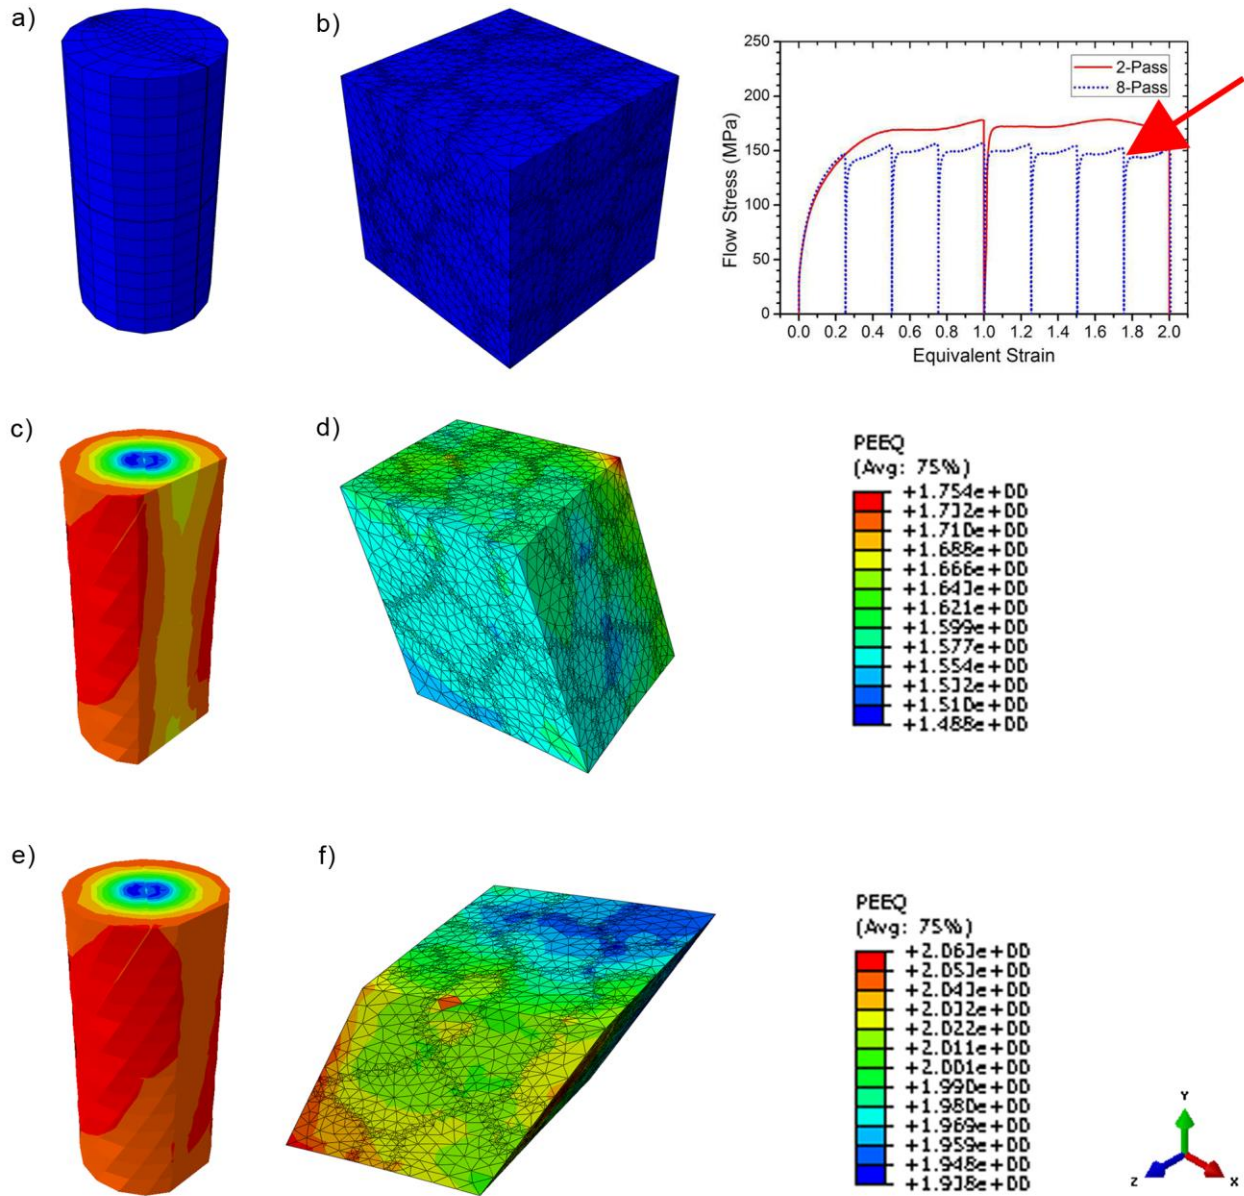 a)
b)
250
200
150
100
50
0
Flow Stress (MPa)
2-Pass
8-Pass
0.0 0.2 0.4 0.6 0.8 1.0 1.2 1.4 1.6 1.8 2.0
Equivalent Strain
c)
d)
PEEQ
(Avg: 75%)
+1.754e+00
+1.732e+00
+1.710e+00
+1.688e+00
+1.666e+00
+1.643e+00
+1.621e+00
+1.599e+00
+1.577e+00
+1.554e+00
+1.532e+00
+1.510e+00
+1.488e+00
e)
f)
PEEQ
(Avg: 75%)
+2.063e+00
+2.053e+00
+2.043e+00
+2.032e+00
+2.022e+00
+2.011e+00
+2.001e+00
+1.990e+00
+1.980e+00
+1.969e+00
+1.959e+00
+1.948e+00
+1.938e+00
Y
Z X